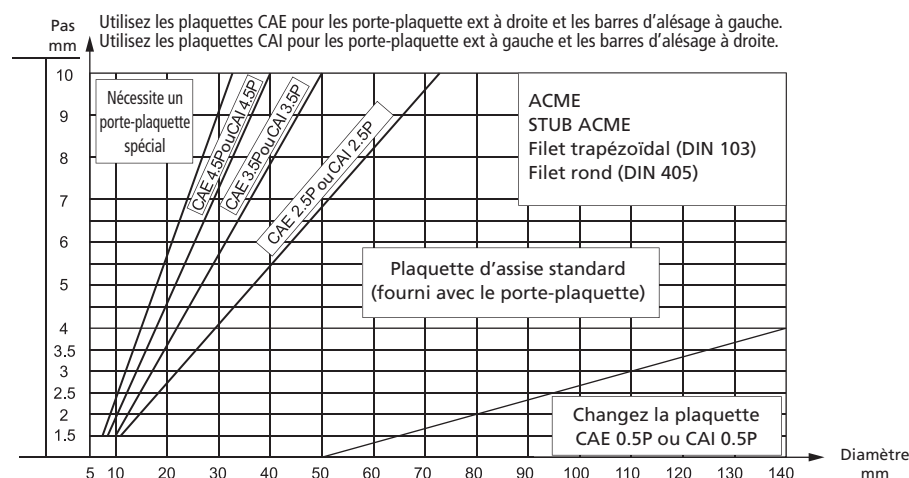 Utilisez les plaquettes CAE pour les porte-plaquette ext à droite et les barres d'alésage à gauche.
Utilisez les plaquettes CAI pour les porte-plaquette ext à gauche et les barres d'alésage à droite.
Pas
mm
10
9
8
7
6
5
4
3.5
3
2.5
2
1.5
1
Nécessite un
porte-plaquette
spécial
CAE 4.5P ou CAI 4.5P
CAE 3.5P ou CAI 3.5P
CAE 2.5P ou CAI 2.5P
ACME
STUB ACME
Filet trapézoïdal (DIN 103)
Filet rond (DIN 405)
Plaquette d'assise standard
(fourni avec le porte-plaquette)
Changez la plaquette
CAE 0.5P ou CAI 0.5P
5 10 20 30 40 50 60 70 80 90 100 110 120 130 140
Diamètre
mm